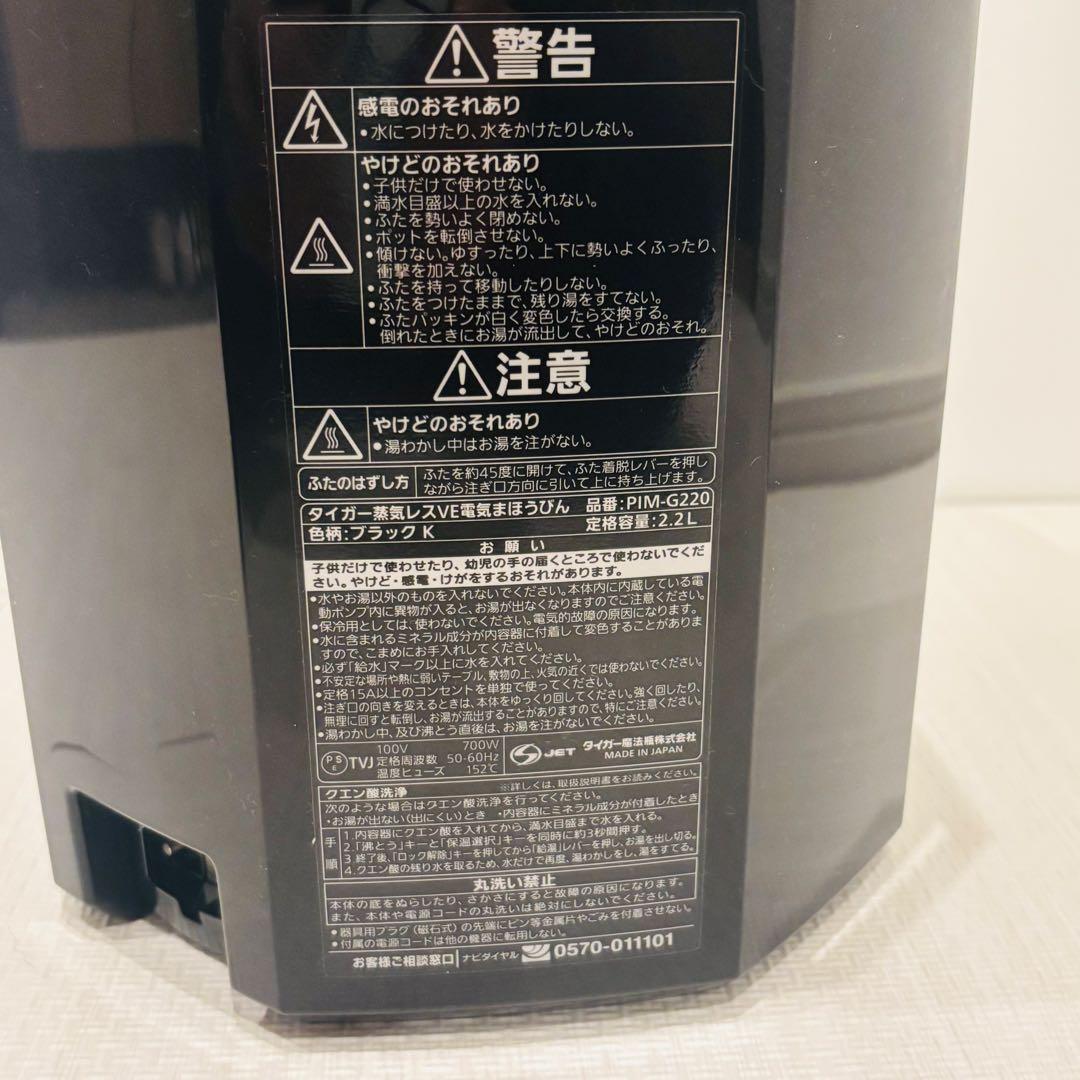 警告
感電のおそれあり
•水につけたり、水をかけたりしない。
やけどのおそれあり
•子供だけで使わせない。
•満水目盛以上の水を入れない。
•ふたを勢いよく閉めない。
•ポットを転倒させない。
•傾けない。ゆすったり、上下に勢いよくふったり、
衝撃を加えない。
•ふたを持って移動したりしない。
•ふたをつけたままで、残り湯をすてない。
•ふたパッキンが白く変色したら交換する。
倒れたときにお湯が流出して、やけどのおそれ。
注意
やけどのおそれあり
•湯わかし中はお湯を注がない。
ふたのはずし方
ふたを約45度に開けて、ふた着脱レバーを押し
ながら注ぎ口方向に引いて上に持ち上げます。
タイガー蒸気レスVE電気まほうびん 品番:PIM-G220
色柄:ブラック K 定格容量:2.2L
お願い
子供だけで使わせたり、幼児の手の届くところで使わないでくだ
さい。やけど・感電・けがをするおそれがあります。
•水やお湯以外のものを入れないでください。本体内に内蔵している電
動ポンプ内に異物が入ると、お湯が出なくなりますのでご注意ください。
•保冷用としては、使わないでください。電気的故障の原因になります。
•水に含まれるミネラル成分が内容器に付着して変色することがありま
すので、こまめにお手入れしてください。
•必ず「給水」マーク以上に水を入れてください。
•不安定な場所や熱に弱いテーブル、敷物の上、火気の近くでは使わないでください。
•定格15A以上のコンセントを単独で使ってください。
•注ぎ口の向きを変えるときは、本体をゆっくり回してください。強く回したり、
無理に回すと転倒し、お湯が流出することがありますので、特にご注意ください。
•湯わかし中、及び沸とう直後は、お湯を注がないでください。
PSE TVJ
100V 700W
定格周波数 50-60Hz
温度ヒューズ 152℃
S JET タイガー魔法瓶株式会社
MADE IN JAPAN
クエン酸洗浄 ※詳しくは、取扱説明書をお読みください。
次のような場合はクエン酸洗浄を行ってください。
・お湯が出ない(出にくい)とき ・内容器にミネラル成分が付着したとき
手順
1.内容器にクエン酸を入れてから、満水目盛まで水を入れる。
2.「沸とう」キーと「保温選択」キーを同時に約3秒間押す。
3.終了後、「ロック解除」キーを押してから「給湯」レバーを押し、お湯を出し切る。
4.クエン酸の残り水を取るため、水だけで再度、湯わかしをし、湯をすてる。
丸洗い禁止
本体の底をぬらしたり、さかさにすると故障の原因になります。
また、本体や電源コードの丸洗いは絶対にしないでください。
•器具用プラグ(磁石式)の先端にピン等金属片やごみを付着させない。
•付属の電源コードは他の機器に転用しない。
お客様ご相談窓口 ナビダイヤル 0570-011101